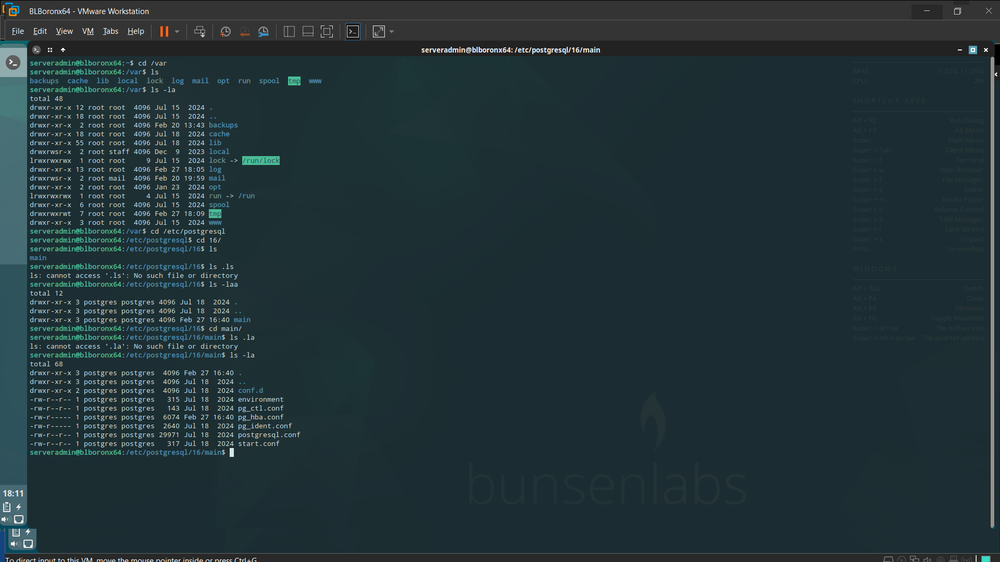 BLBoronx64 - VMware Workstation
File Edit View VM Tabs Help
serveradmin@blboronx64: /etc/postgresql/16/main
serveradmin@blboronx64:~$ cd /var
serveradmin@blboronx64:/var$ ls
backups cache lib local lock log mail opt run spool tmp www
serveradmin@blboronx64:/var$ ls -la
total 48
drwxr-xr-x 12 root root 4096 Jul 15 2024 .
drwxr-xr-x 18 root root 4096 Jul 15 2024 ..
drwxr-xr-x 2 root root 4096 Feb 20 13:43 backups
drwxr-xr-x 18 root root 4096 Jul 18 2024 cache
drwxr-xr-x 55 root root 4096 Jul 18 2024 lib
drwxrwsr-x 2 root staff 4096 Dec 9 2023 local
lrwxrwxrwx 1 root root 9 Jul 15 2024 lock -> /run/lock
drwxr-xr-x 13 root root 4096 Feb 27 18:05 log
drwxrwsr-x 2 root mail 4096 Feb 20 19:59 mail
drwxr-xr-x 2 root root 4096 Jan 23 2024 opt
lrwxrwxrwx 1 root root 4 Jul 15 2024 run -> /run
drwxr-xr-x 6 root root 4096 Jul 15 2024 spool
drwxrwxrwt 7 root root 4096 Feb 27 18:09 tmp
drwxr-xr-x 3 root root 4096 Jul 15 2024 www
serveradmin@blboronx64:/var$ cd /etc/postgresql
serveradmin@blboronx64:/etc/postgresql$ cd 16/
serveradmin@blboronx64:/etc/postgresql/16$ ls
main
serveradmin@blboronx64:/etc/postgresql/16$ ls .ls
ls: cannot access '.ls': No such file or directory
serveradmin@blboronx64:/etc/postgresql/16$ ls -laa
total 12
drwxr-xr-x 3 postgres postgres 4096 Jul 18 2024 .
drwxr-xr-x 3 postgres postgres 4096 Jul 18 2024 ..
drwxr-xr-x 3 postgres postgres 4096 Feb 27 16:40 main
serveradmin@blboronx64:/etc/postgresql/16$ cd main/
serveradmin@blboronx64:/etc/postgresql/16/main$ ls .la
ls: cannot access '.la': No such file or directory
serveradmin@blboronx64:/etc/postgresql/16/main$ ls -la
total 68
drwxr-xr-x 3 postgres postgres 4096 Feb 27 16:40 .
drwxr-xr-x 3 postgres postgres 4096 Jul 18 2024 ..
drwxr-xr-x 2 postgres postgres 4096 Jul 18 2024 conf.d
-rw-r--r-- 1 postgres postgres 315 Jul 18 2024 environment
-rw-r--r-- 1 postgres postgres 143 Jul 18 2024 pg_ctl.conf
-rw-r----- 1 postgres postgres 6074 Feb 27 16:40 pg_hba.conf
-rw-r----- 1 postgres postgres 2640 Jul 18 2024 pg_ident.conf
-rw-r--r-- 1 postgres postgres 29971 Jul 18 2024 postgresql.conf
-rw-r--r-- 1 postgres postgres 317 Jul 18 2024 start.conf
serveradmin@blboronx64:/etc/postgresql/16/main$
RAM: 1.02G / 1.39G
CPU: 2%
SHORTCUT KEYS
Alt + F2 Run Dialog
Alt + F3 Alt Menu
Super Main Menu
Super + Tab Client Menu
Super + t Terminal
Super + w Web Browser
Super + f File Manager
Super + e Editor
Super + m Media Player
Super + v Volume Control
Super + h Task Manager
Super + l Lock Screen
Super + x Logout
PrtSc Screenshot
WINDOWS
Alt + Tab Switch
Alt + F4 Close
Alt + F5 Minimize
Alt + F6 Toggle Maximize
Super + arrow Tile half-screen
Super + Alt + arrow Tile quarter-screen
bunsenlabs
18:11
To direct input to this VM, move the mouse pointer inside or press Ctrl+G.